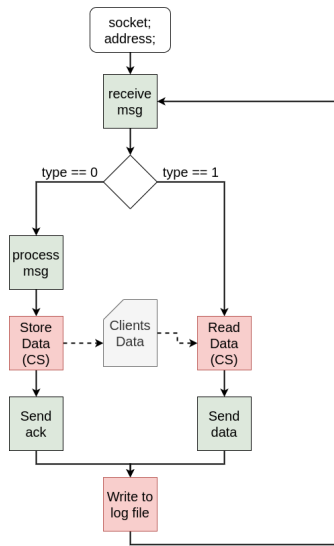 socket;
address;
receive
msg
type == 0
type == 1
process
msg
Store
Data
(CS)
Clients
Data
Read
Data
(CS)
Send
ack
Send
data
Write to
log file